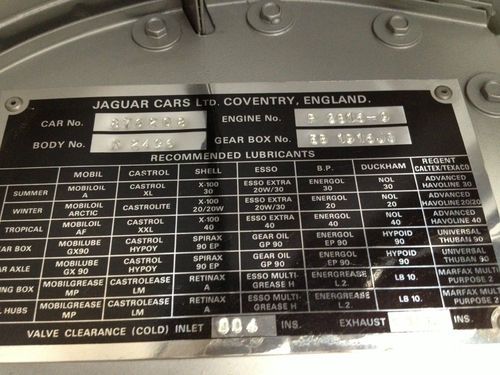 JAGUAR CARS LTD. COVENTRY, ENGLAND.
CAR No. 876208 ENGINE No. R 2815-9
BODY No. GEAR BOX No.
RECOMMENDED LUBRICANTS
MOBIL CASTROL SHELL ESSO B.P. DUCKHAM REGENT CALTEX/TEXACO
SUMMER MOBILOIL A CASTROL XL X-100 30 ESSO EXTRA 20W/30 ENERGOL 30 NOL 30 ADVANCED HAVOLINE 30
WINTER MOBILOIL ARCTIC CASTROLITE X-100 20/20W ESSO EXTRA 20W/30 ENERGOL 20 NOL 20 ADVANCED HAVOLINE 20/20
TROPICAL MOBILOIL AF CASTROL XXL X-100 40 ESSO EXTRA 40 ENERGOL 40 NOL 40 ADVANCED HAVOLINE 40
BOX MOBILUBE GX90 CASTROL HYPOY SPIRAX 90 EP GEAR OIL GP 90 ENERGOL EP 90 HYPOID 90 UNIVERSAL THUBAN 90
AXLE MOBILUBE GX 90 CASTROL HYPOY SPIRAX 90 EP GEAR OIL GP 90 ENERGOL EP 90 HYPOID 90 UNIVERSAL THUBAN 90
BOX MOBILGREASE MP CASTROLEASE LM RETINAX A ESSO MULTI-GREASE H ENERGREASE L.2. LB 10. MARFAX MULTI PURPOSE 2
HUBS MOBILGREASE MP CASTROLEASE LM RETINAX A ESSO MULTI-GREASE H ENERGREASE L 2. LB 10. MARFAX MULTI PURPOSE 2
VALVE CLEARANCE (COLD) INLET .004 INS. EXHAUST INS.